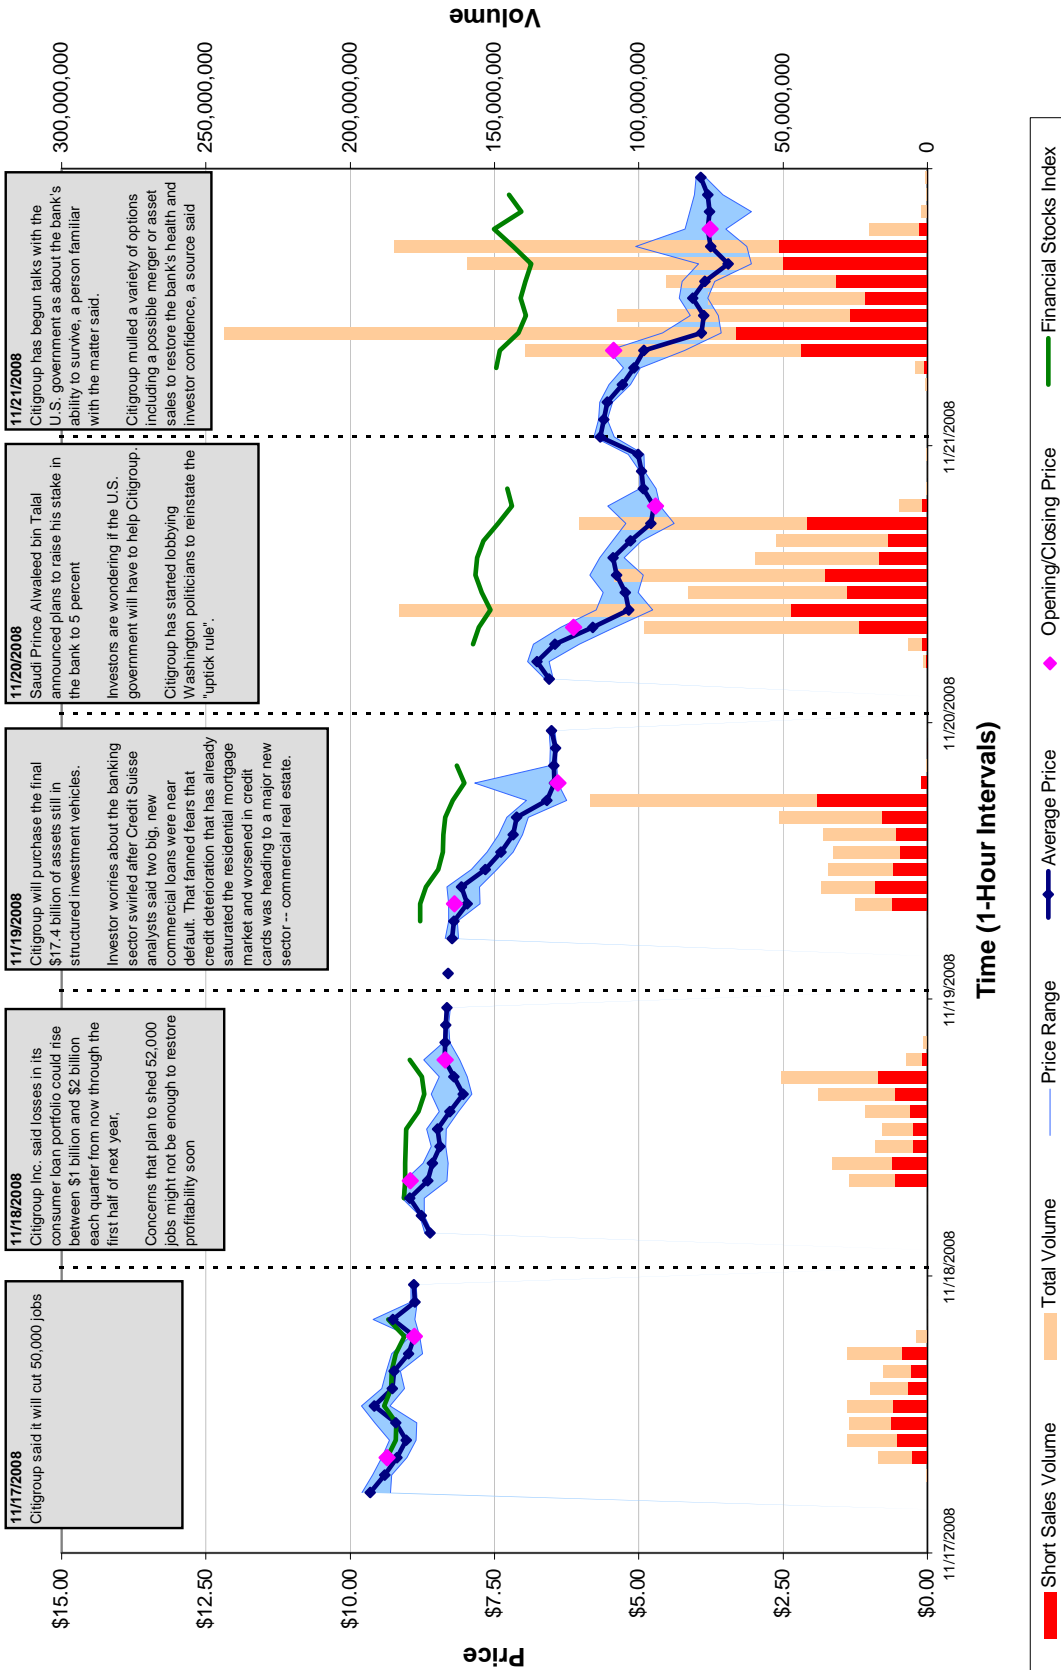 11/17/2008
Citigroup said it will cut 50,000 jobs
11/18/2008
Citigroup Inc. said losses in its
consumer loan portfolio could rise
between $1 billion and $2 billion
each quarter from now through the
first half of next year,
Concerns that plan to shed 52,000
jobs might not be enough to restore
profitability soon
11/19/2008
Citigroup will purchase the final
$17.4 billion of assets still in
structured investment vehicles.
Investor worries about the banking
sector swirled after Credit Suisse
analysts said two big, new
commercial loans were near
default. That fanned fears that
credit deterioration that has already
saturated the residential mortgage
market and worsened in credit
cards was heading to a major new
sector -- commercial real estate.
11/20/2008
Saudi Prince Alwaleed bin Talal
announced plans to raise his stake in
the bank to 5 percent
Investors are wondering if the U.S.
government will have to help Citigroup.
Citigroup has started lobbying
Washington politicians to reinstate the
"uptick rule".
11/21/2008
Citigroup has begun talks with the
U.S. government as about the bank's
ability to survive, a person familiar
with the matter said.
Citigroup mulled a variety of options
including a possible merger or asset
sales to restore the bank's health and
investor confidence, a source said
Price
$15.00
$12.50
$10.00
$7.50
$5.00
$2.50
$0.00
Volume
300,000,000
250,000,000
200,000,000
150,000,000
100,000,000
50,000,000
0
11/17/2008
11/18/2008
11/19/2008
11/20/2008
11/21/2008
Time (1-Hour Intervals)
Short Sales Volume
Total Volume
Price Range
Average Price
Opening/Closing Price
Financial Stocks Index